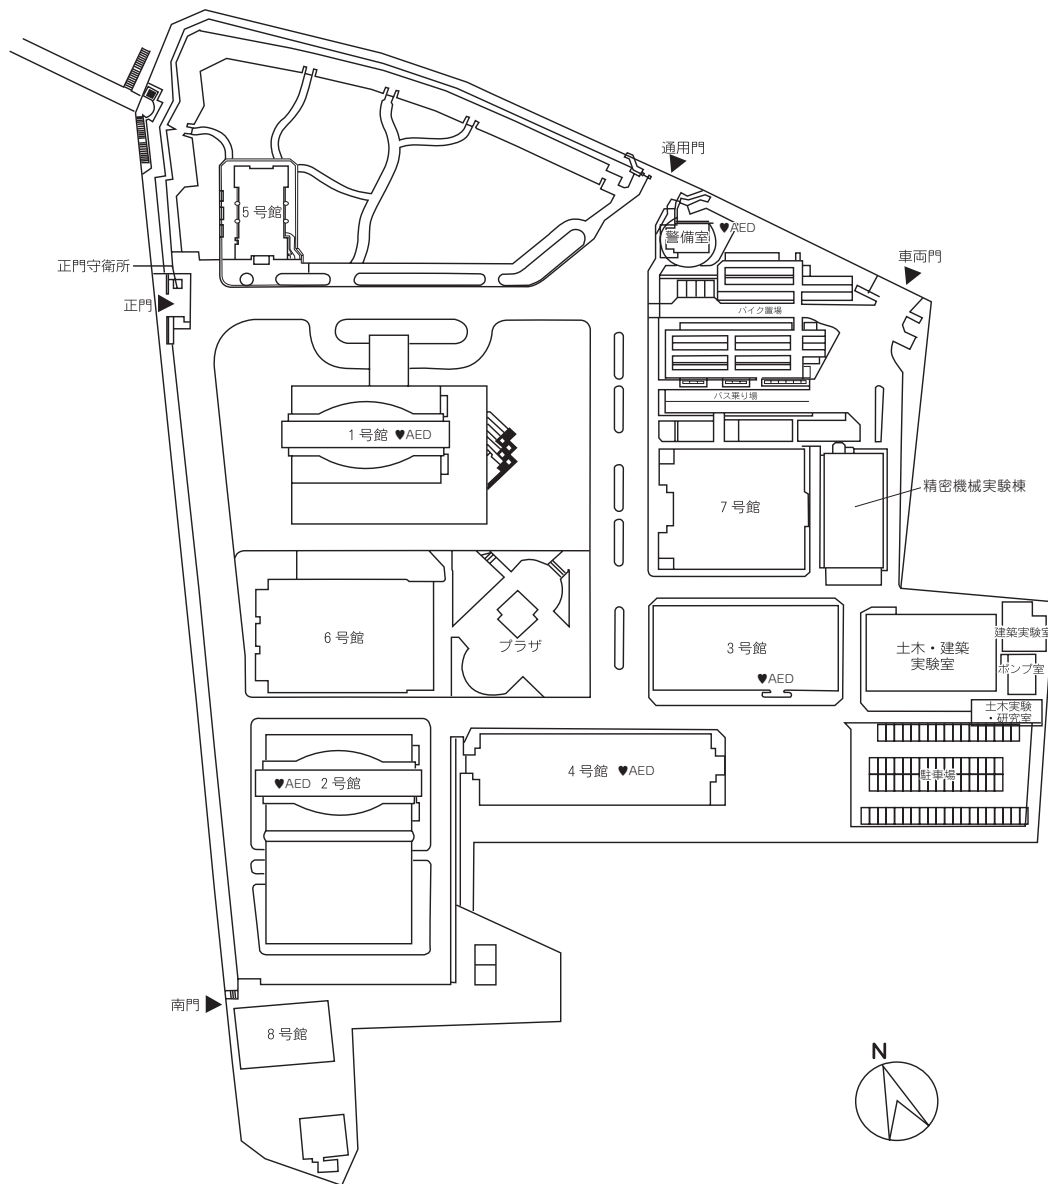 通用門
5 号館
警備室
♥AED
正門守衛所
車両門
正門
バイク置場
バス乗り場
1 号館 ♥AED
精密機械実験棟
7 号館
6 号館
プラザ
3 号館
♥AED
土木・建築
実験室
建築実験室
ポンプ室
土木実験
・研究室
♥AED 2 号館
4 号館 ♥AED
駐車場
南門
8 号館
N